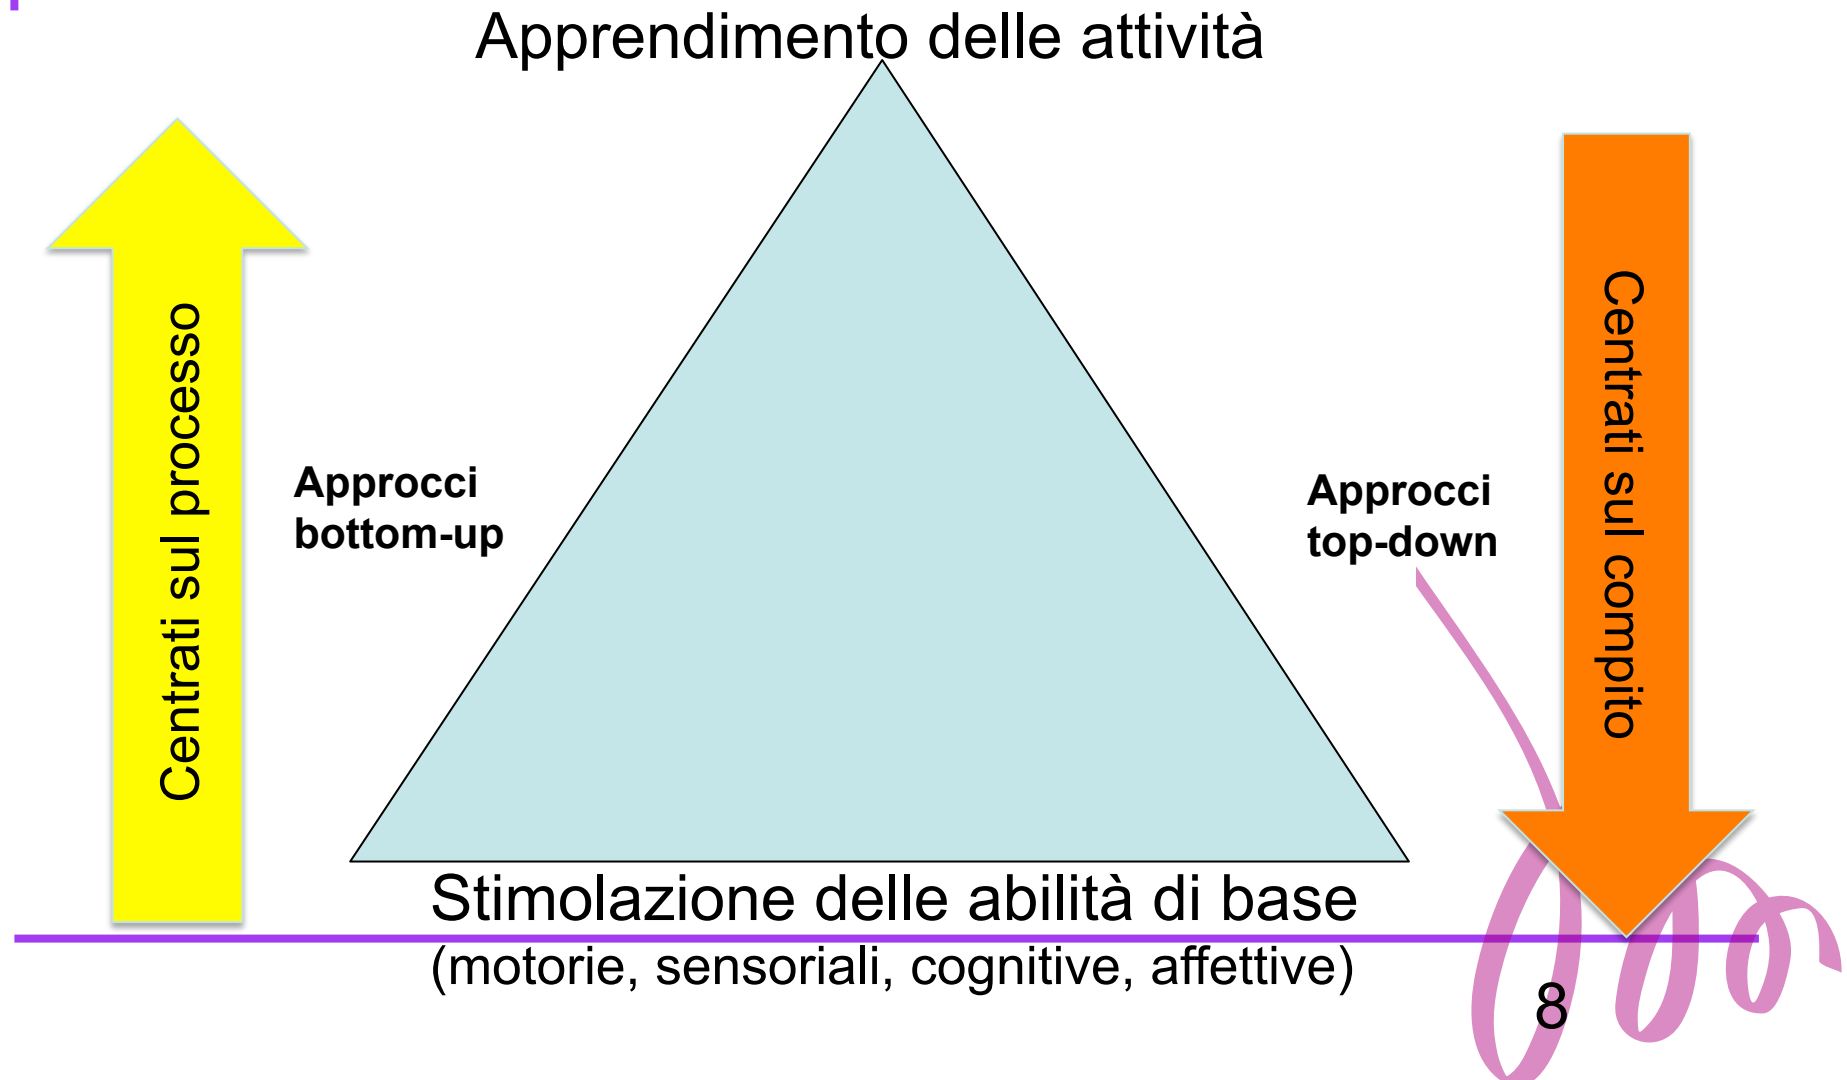 Apprendimento delle attività
Centrati sul processo
Approcci
bottom-up
Approcci
top-down
Centrati sul compito
Stimolazione delle abilità di base
(motorie, sensoriali, cognitive, affettive)
8